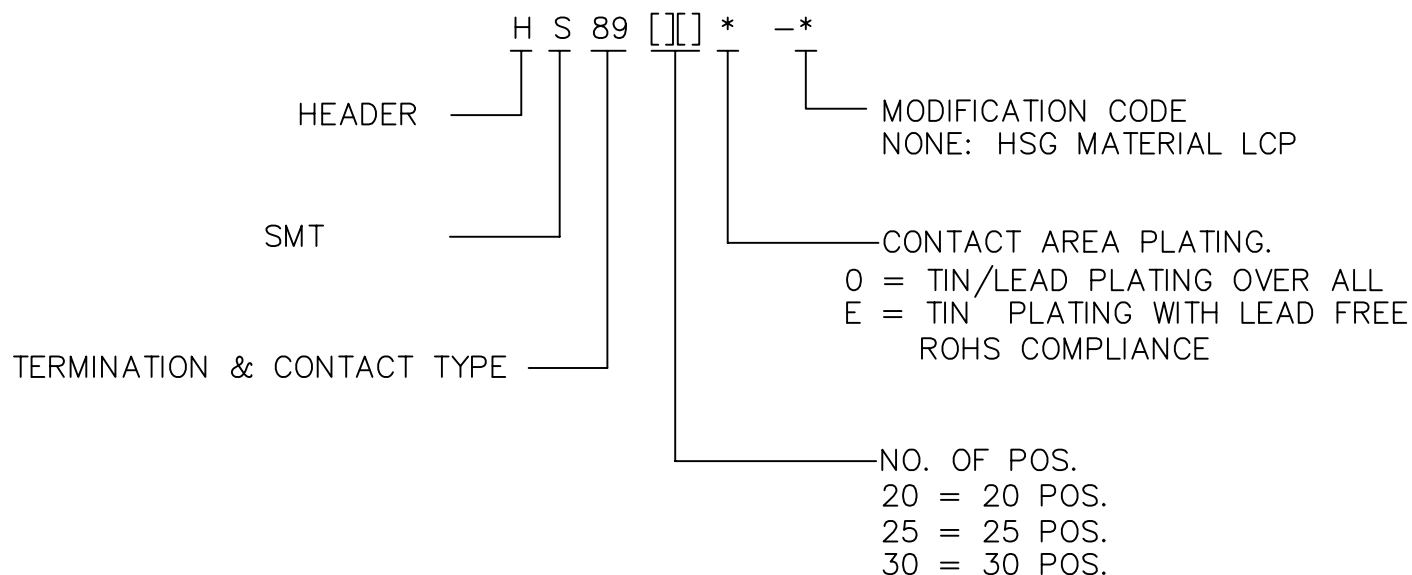 H S 89 [][] * -*
HEADER
MODIFICATION CODE
NONE: HSG MATERIAL LCP
SMT
CONTACT AREA PLATING.
0 = TIN/LEAD PLATING OVER ALL
E = TIN PLATING WITH LEAD FREE
ROHS COMPLIANCE
TERMINATION & CONTACT TYPE
NO. OF POS.
20 = 20 POS.
25 = 25 POS.
30 = 30 POS.